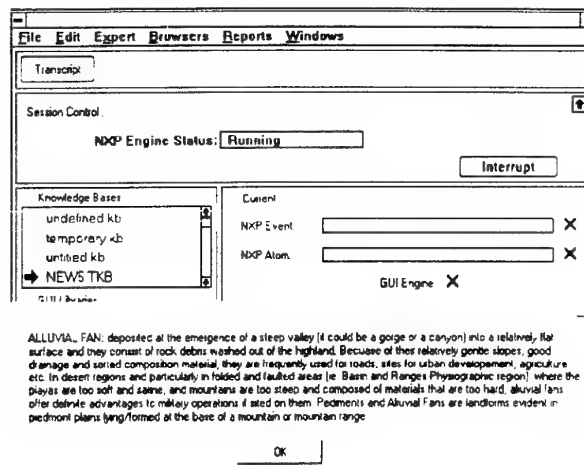 File Edit Expert Browsers Reports Windows
Transcript
Session Control
NXP Engine Status: Running
Interrupt
Knowledge Bases
Current
undefined kb
temporary kb
untitled kb
NEWS TKB
NXP Event
NXP Atom
GUI Engine
GUI Libraries
ALLUVIAL FAN: deposited at the emergence of a steep valley (it could be a gorge or a canyon) into a relatively flat
surface and they consist of rock debris washed out of the highland. Becuase of thier relatively gentle slopes, good
drainage and sorted composition material, they are frequently used for roads, sites for urban developement, agriculture
etc. In desert regions and particularly in folded and faulted areas (ie. Basin and Ranges Physiographic region) where the
playas are too soft and saline, and mountains are too steep and composed of materials that are too hard, alluvial fans
offer definite advantages to military operations if sited on them. Pediments and Alluvial Fans are landforms evident in
piedmont plains lying/formed at the base of a mountain or mountain range
OK